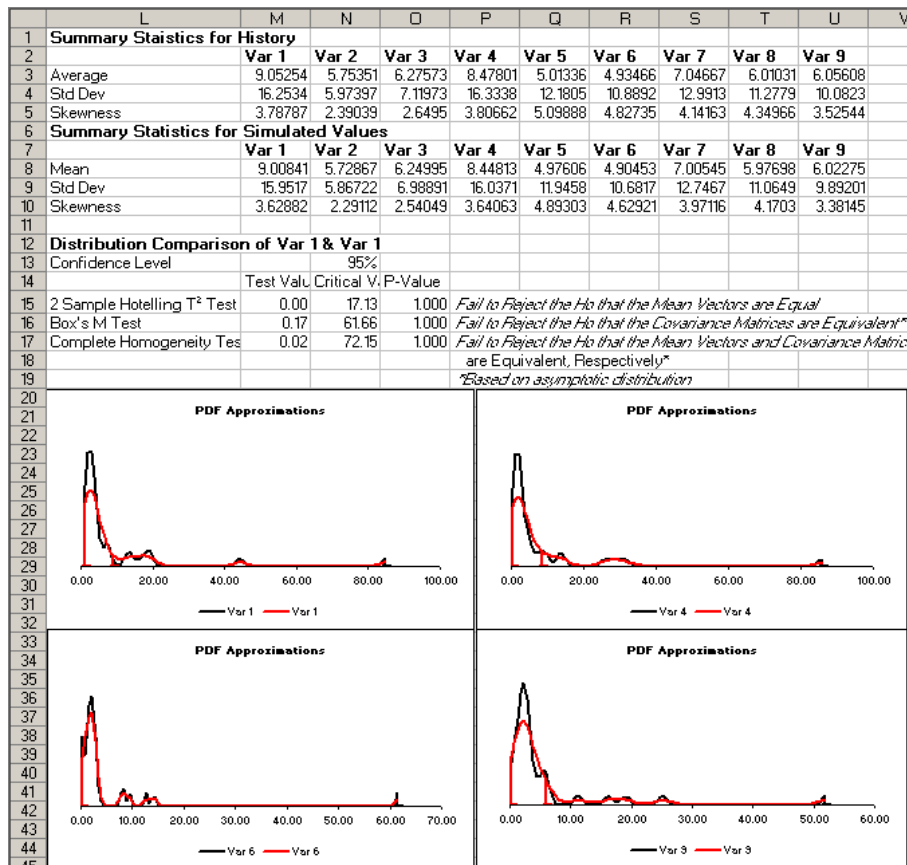 L M N O P Q R S T U V
1 Summary Staistics for History
2 Var 1 Var 2 Var 3 Var 4 Var 5 Var 6 Var 7 Var 8 Var 9
3 Average 9.05254 5.75351 6.27573 8.47801 5.01336 4.93466 7.04667 6.01031 6.05608
4 Std Dev 16.2534 5.97397 7.11973 16.3338 12.1805 10.8892 12.9913 11.2779 10.0823
5 Skewness 3.78787 2.39039 2.6495 3.80662 5.09888 4.82735 4.14163 4.34966 3.52544
6 Summary Statistics for Simulated Values
7 Var 1 Var 2 Var 3 Var 4 Var 5 Var 6 Var 7 Var 8 Var 9
8 Mean 9.00841 5.72867 6.24995 8.44813 4.97606 4.90453 7.00545 5.97698 6.02275
9 Std Dev 15.9517 5.86722 6.98891 16.0371 11.9458 10.6817 12.7467 11.0649 9.89201
10 Skewness 3.62882 2.29112 2.54049 3.64063 4.89303 4.62921 3.97116 4.1703 3.38145
11
12 Distribution Comparison of Var 1 & Var 1
13 Confidence Level 95%
14 Test Valu Critical V. P-Value
15 2 Sample Hotelling T² Test 0.00 17.13 1.000 Fail to Reject the Ho that the Mean Vectors are Equal
16 Box's M Test 0.17 61.66 1.000 Fail to Reject the Ho that the Covariance Matrices are Equivalent*
17 Complete Homogeneity Tes 0.02 72.15 1.000 Fail to Reject the Ho that the Mean Vectors and Covariance Matric
18 are Equivalent, Respectively*
19 *Based on asymptotic distribution
20
21
22
23
24
25
26
27
28
29
30
31
32
33
34
35
36
37
38
39
40
41
42
43
44
45
PDF Approximations
0.00 20.00 40.00 60.00 80.00 100.00
Var 1 Var 1
PDF Approximations
0.00 20.00 40.00 60.00 80.00 100.00
Var 4 Var 4
PDF Approximations
0.00 10.00 20.00 30.00 40.00 50.00 60.00 70.00
Var 6 Var 6
PDF Approximations
0.00 10.00 20.00 30.00 40.00 50.00 60.00
Var 9 Var 9